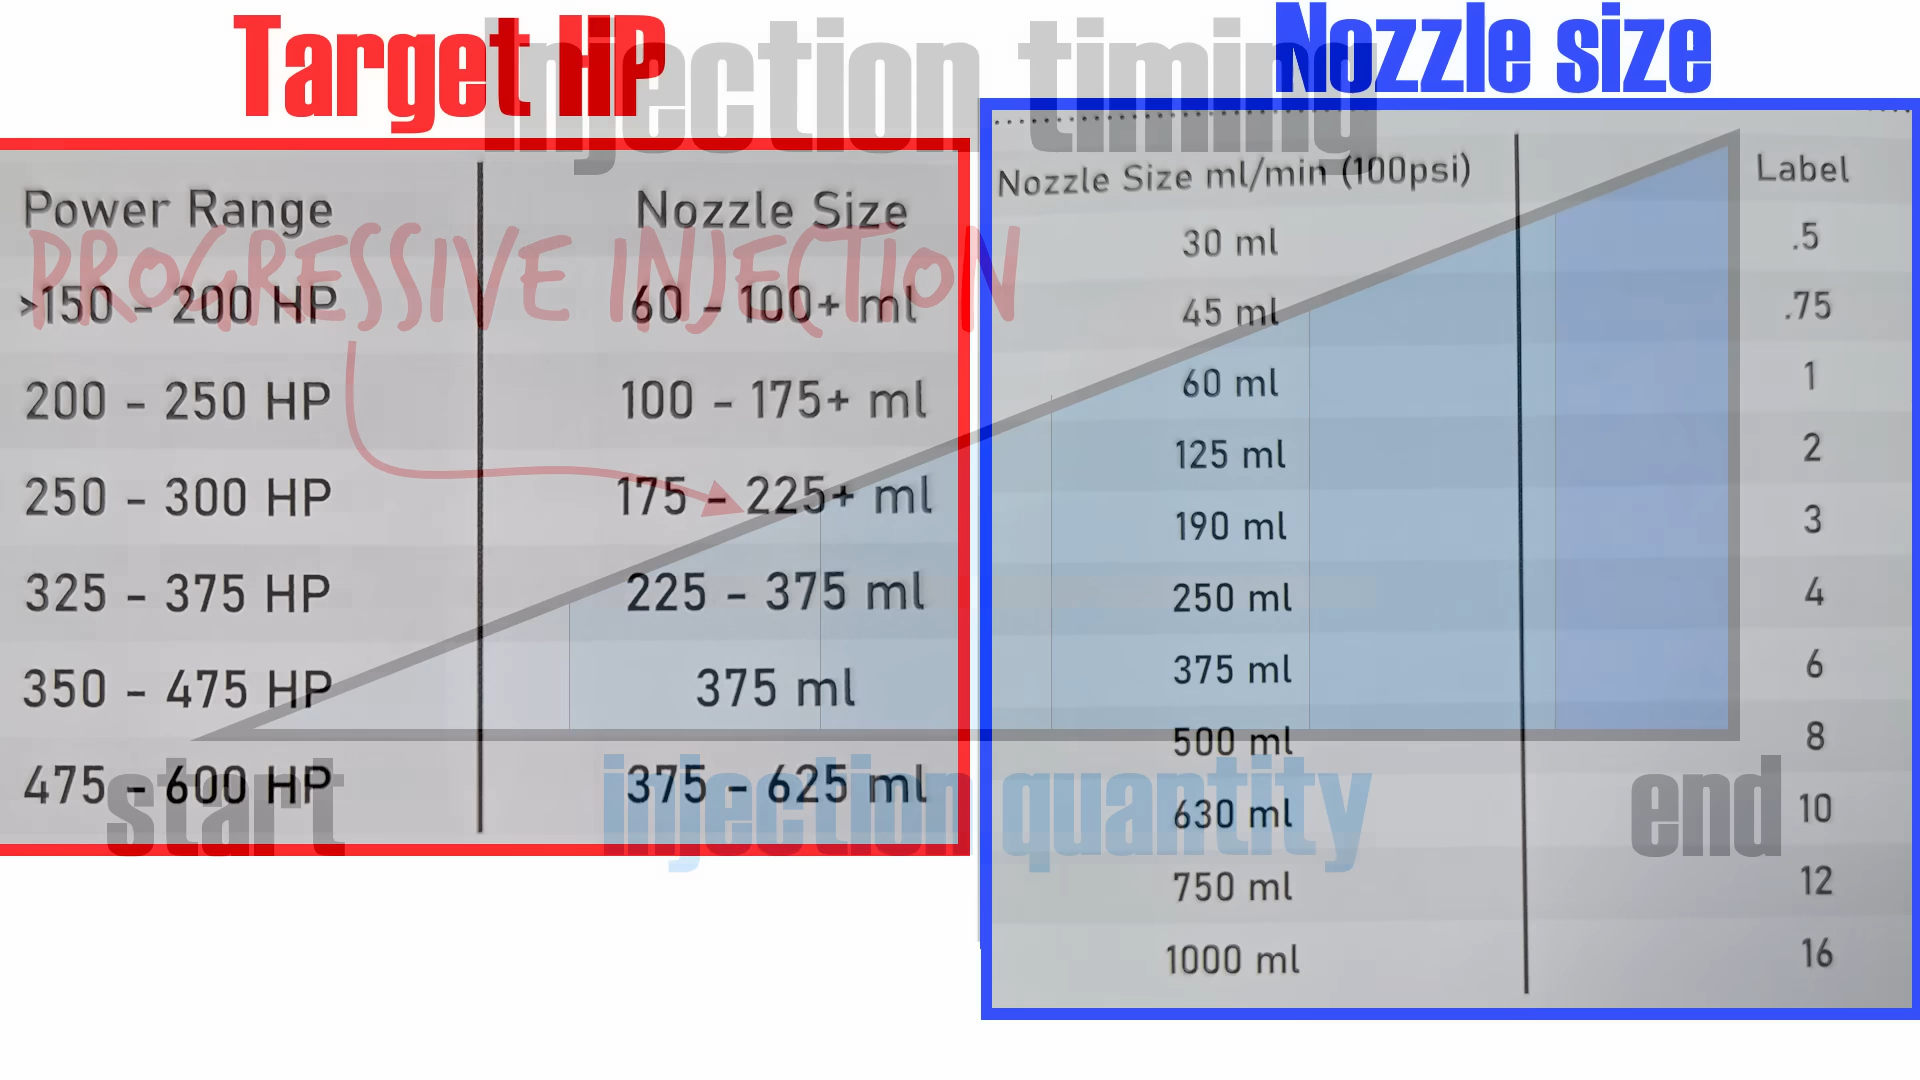 Target HP
injection timing
Nozzle size
Power Range Nozzle Size
PROGRESSIVE INJECTION
>150 - 200 HP 60 - 100+ ml
200 - 250 HP 100 - 175+ ml
250 - 300 HP 175 - 225+ ml
325 - 375 HP 225 - 375 ml
350 - 475 HP 375 ml
475 - 600 HP 375 - 625 ml
Nozzle Size ml/min (100psi) Label
30 ml .5
45 ml .75
60 ml 1
125 ml 2
190 ml 3
250 ml 4
375 ml 6
500 ml 8
630 ml 10
750 ml 12
1000 ml 16
start
injection quantity
end